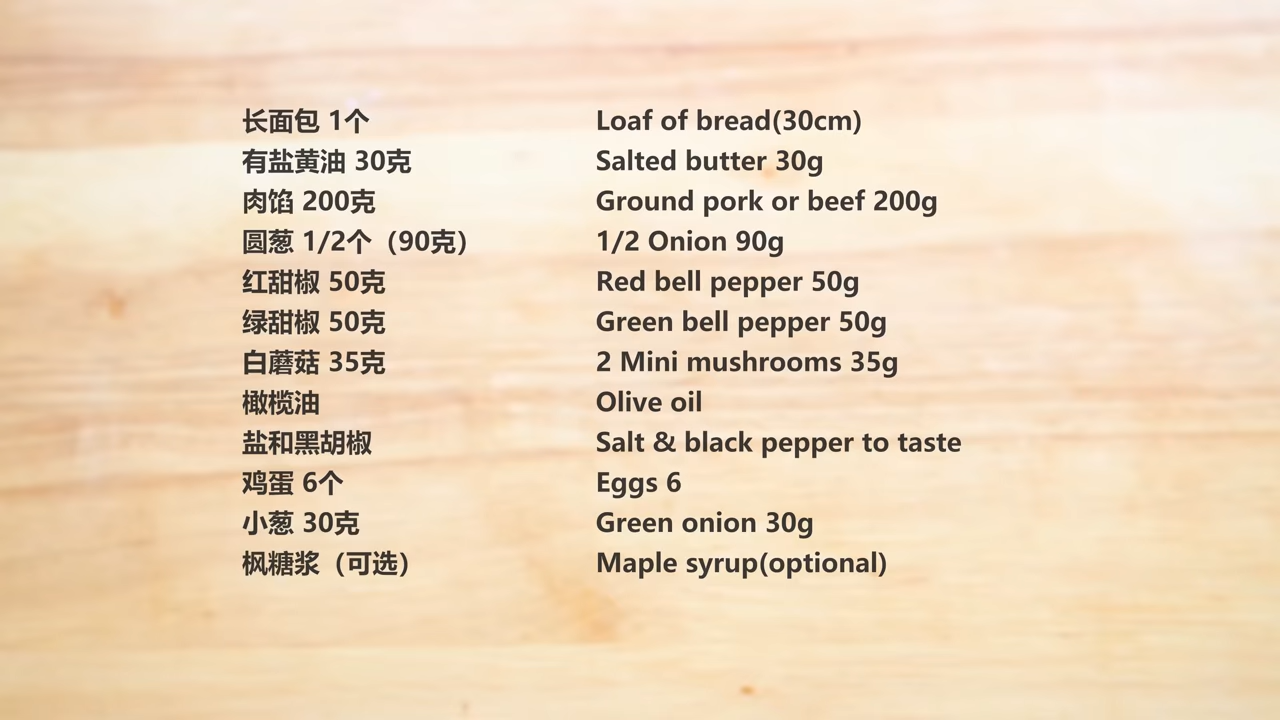 长面包 1个
有盐黄油 30克
肉馅 200克
圆葱 1/2个（90克）
红甜椒 50克
绿甜椒 50克
白蘑菇 35克
橄榄油
盐和黑胡椒
鸡蛋 6个
小葱 30克
枫糖浆（可选）
Loaf of bread(30cm)
Salted butter 30g
Ground pork or beef 200g
1/2 Onion 90g
Red bell pepper 50g
Green bell pepper 50g
2 Mini mushrooms 35g
Olive oil
Salt & black pepper to taste
Eggs 6
Green onion 30g
Maple syrup(optional)